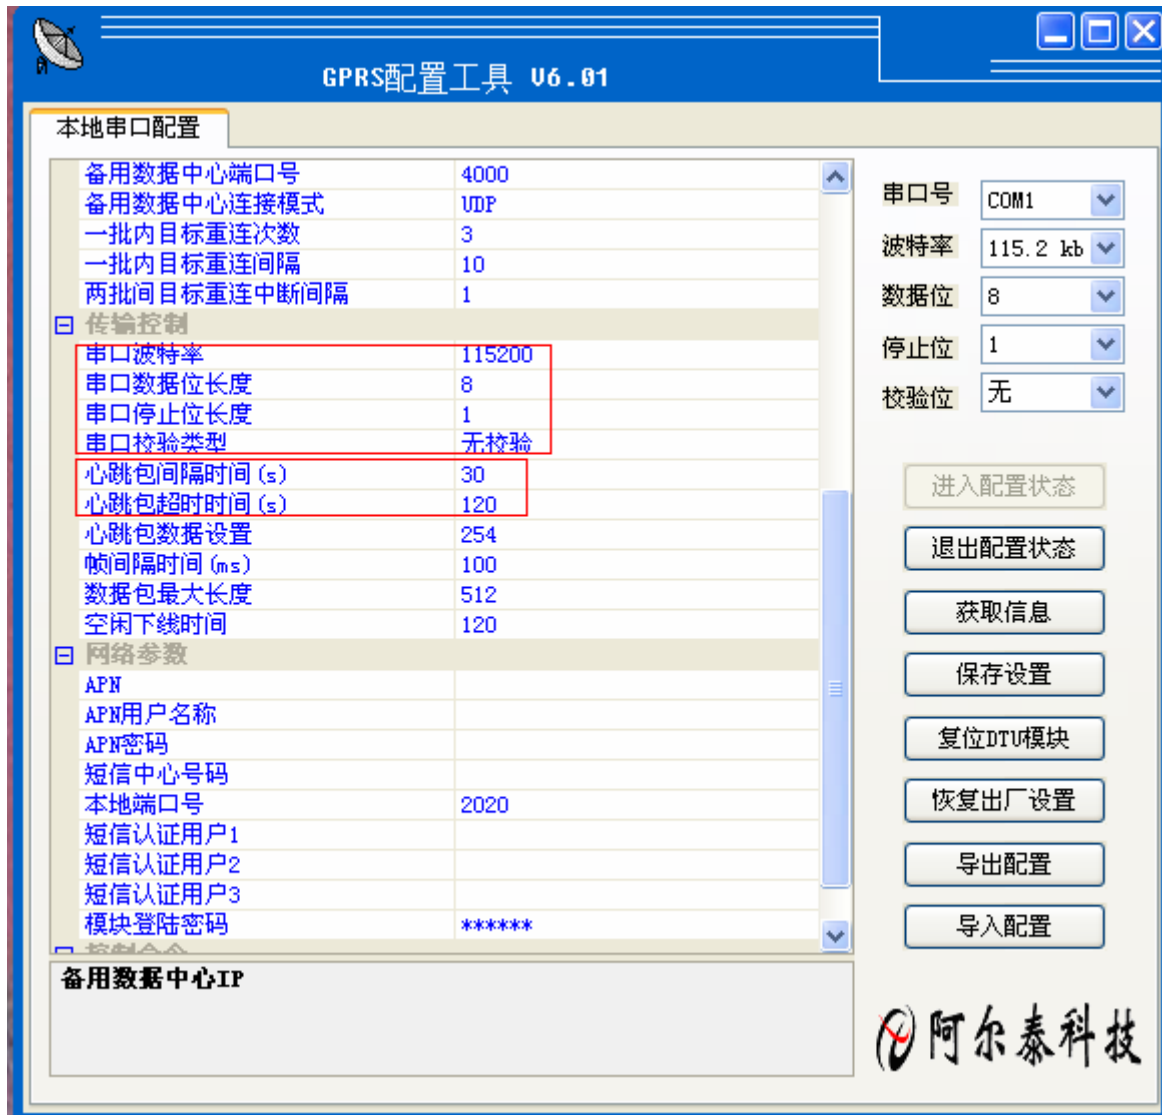 GPRS配置工具 V6.01
本地串口配置
备用数据中心端口号 4000
备用数据中心连接模式 UDP
一批内目标重连次数 3
一批内目标重连间隔 10
两批间目标重连中断间隔 1
传输控制
串口波特率 115200
串口数据位长度 8
串口停止位长度 1
串口校验类型 无校验
心跳包间隔时间(s) 30
心跳包超时时间(s) 120
心跳包数据设置 254
帧间隔时间(ms) 100
数据包最大长度 512
空闲下线时间 120
网络参数
APN
APN用户名称
APN密码
短信中心号码
本地端口号 2020
短信认证用户1
短信认证用户2
短信认证用户3
模块登陆密码 ******
控制命令
备用数据中心IP
串口号 COM1
波特率 115.2 kb
数据位 8
停止位 1
校验位 无
进入配置状态
退出配置状态
获取信息
保存设置
复位DTU模块
恢复出厂设置
导出配置
导入配置
阿尔泰科技